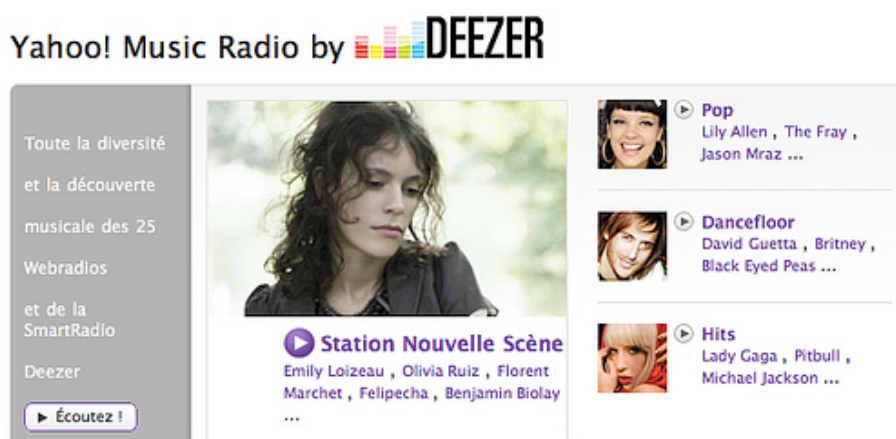 Yahoo! Music Radio by DEEZER
Toute la diversité
et la découverte
musicale des 25
Webradios
et de la
SmartRadio
Deezer
Écoutez !
Station Nouvelle Scène
Emily Loizeau , Olivia Ruiz , Florent
Marchet , Felipecha , Benjamin Biolay
...
Pop
Lily Allen , The Fray ,
Jason Mraz ...
Dancefloor
David Guetta , Britney ,
Black Eyed Peas ...
Hits
Lady Gaga , Pitbull ,
Michael Jackson ...